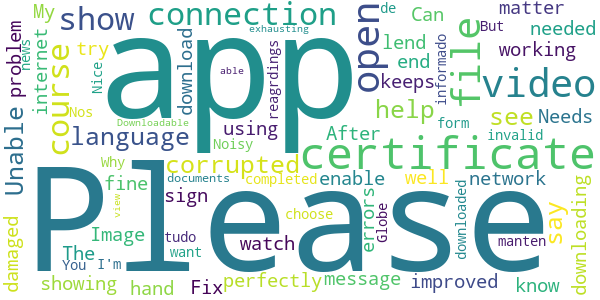 app
Please
certificate
video
file
open
course
connection
show
language
corrupted
help
Unable
problem
internet
My
try
news
Nice
download
exhausting
able
reagrdings
Downloadable
Nos
using
Noisy
de
Can
lend
end
keeps
After
informado
But
matter
needed
working
see
Needs
form
invalid
network
enable
well
errors
Globe
downloaded
say
downloading
manten
know
improved
message
perfectly
Fix
watch
choose
completed
documents
sign
want
tudo
view
Why
fine
Image
The
You
I'm
damaged
showing
hand